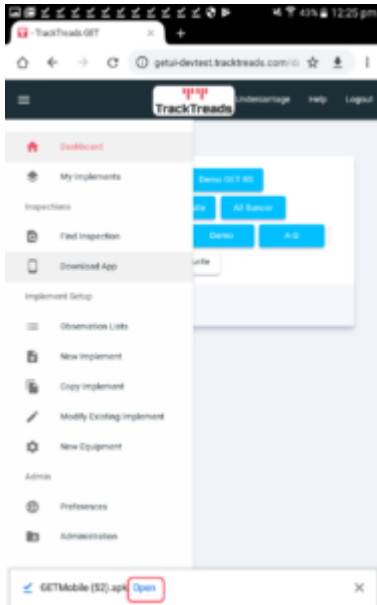 43% 12:25 pm
- TrackTreads GET × +
getui-devtest.tracktreads.com/
TrackTreads Undercarriage Help Logout
Dashboard
My Implements
Demo GET RS
Inspections
All Suncor
Find Inspection
Demo
Download App
Implement Setup
Observation Lists
New Implement
Copy Implement
Modify Existing Implement
New Equipment
Admin
Preferences
Administration
GETMobile (52).apk Open ×